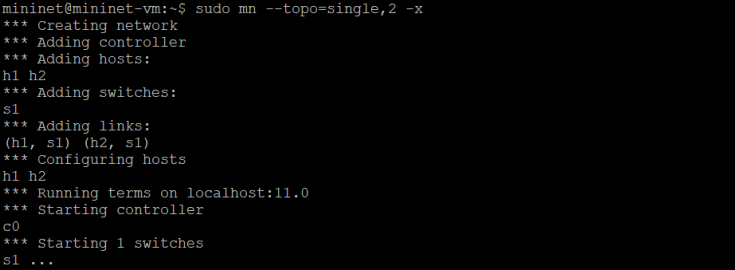 mininet@mininet-vm:~$ sudo mn --topo=single,2 -x
*** Creating network
*** Adding controller
*** Adding hosts:
h1 h2
*** Adding switches:
s1
*** Adding links:
(h1, s1) (h2, s1)
*** Configuring hosts
h1 h2
*** Running terms on localhost:11.0
*** Starting controller
c0
*** Starting 1 switches
s1 ...